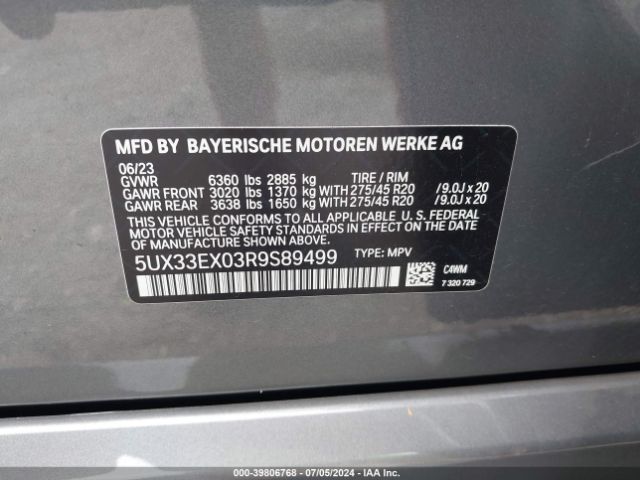 MFD BY BAYERISCHE MOTOREN WERKE AG
06/23
GVWR 6360 lbs 2885 kg TIRE / RIM
GAWR FRONT 3020 lbs 1370 kg WITH 275/45 R20 / 9.0J x 20
GAWR REAR 3638 lbs 1650 kg WITH 275/45 R20 / 9.0J x 20
THIS VEHICLE CONFORMS TO ALL APPLICABLE U. S. FEDERAL
MOTOR VEHICLE SAFETY STANDARDS IN EFFECT ON THE
DATE OF MANUFACTURE SHOWN ABOVE.
5UX33EX03R9S89499 TYPE: MPV
C4WM
7 320 729
000-39806768 - 07/05/2024 - IAA Inc.